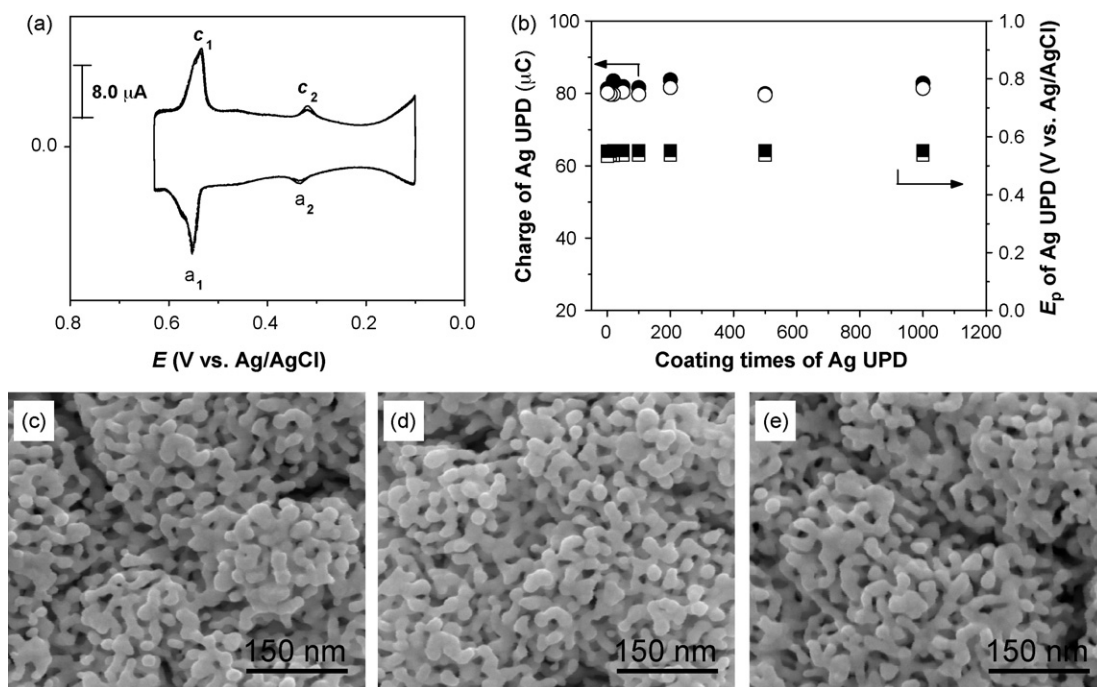 (a)
c1
8.0 μA
c2
0.0
a2
a1
0.8 0.6 0.4 0.2 0.0
E (V vs. Ag/AgCl)
(b)
100
80
60
40
20
Charge of Ag UPD (μC)
1.0
0.8
0.6
0.4
0.2
0.0
Ep of Ag UPD (V vs. Ag/AgCl)
0 200 400 600 800 1000 1200
Coating times of Ag UPD
(c)
150 nm
(d)
150 nm
(e)
150 nm